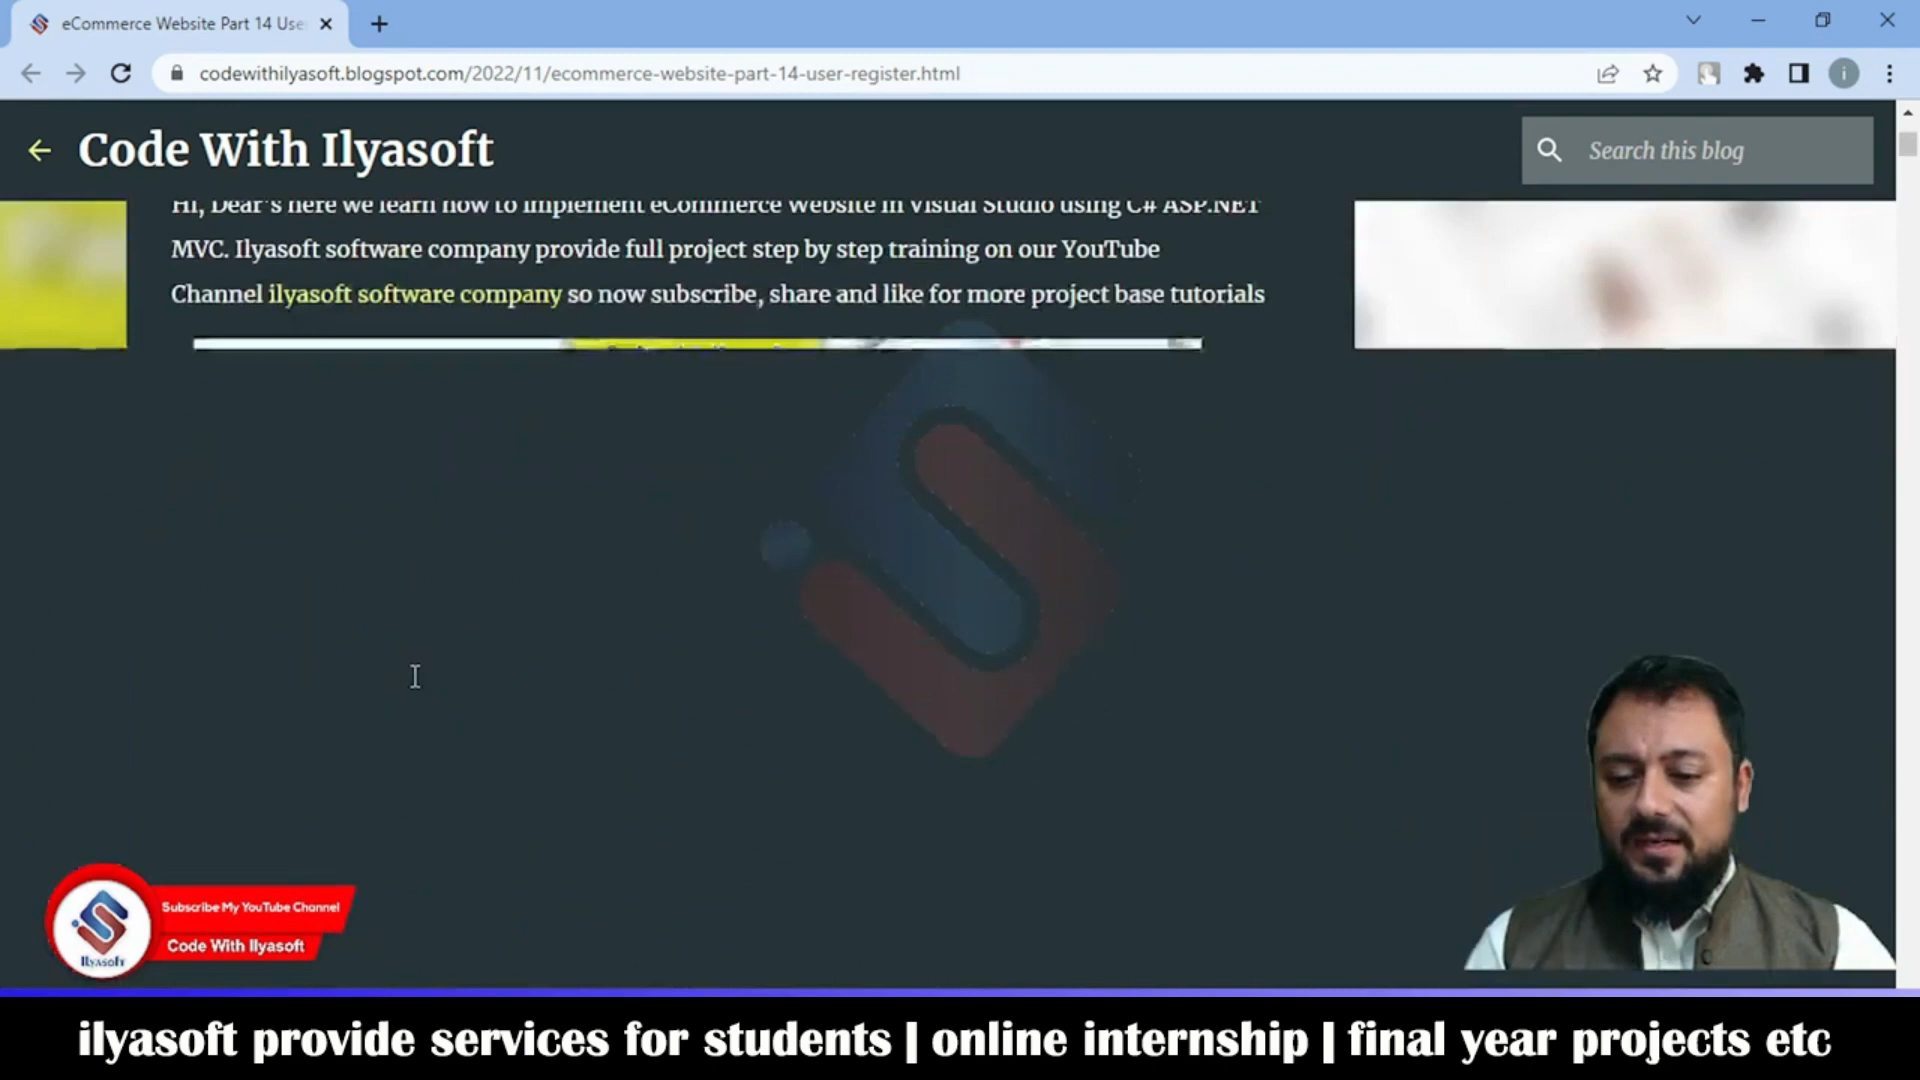 eCommerce Website Part 14 Use
codewithilyasoft.blogspot.com/2022/11/ecommerce-website-part-14-user-register.html
i
Code With Ilyasoft
Search this blog
Hi, Dear's here we learn how to implement eCommerce Website in Visual Studio using C# ASP.NET
MVC. Ilyasoft software company provide full project step by step training on our YouTube
Channel ilyasoft software company so now subscribe, share and like for more project base tutorials
Subscribe My YouTube Channel
Code With Ilyasoft
Ilyasoft
ilyasoft provide services for students | online internship | final year projects etc